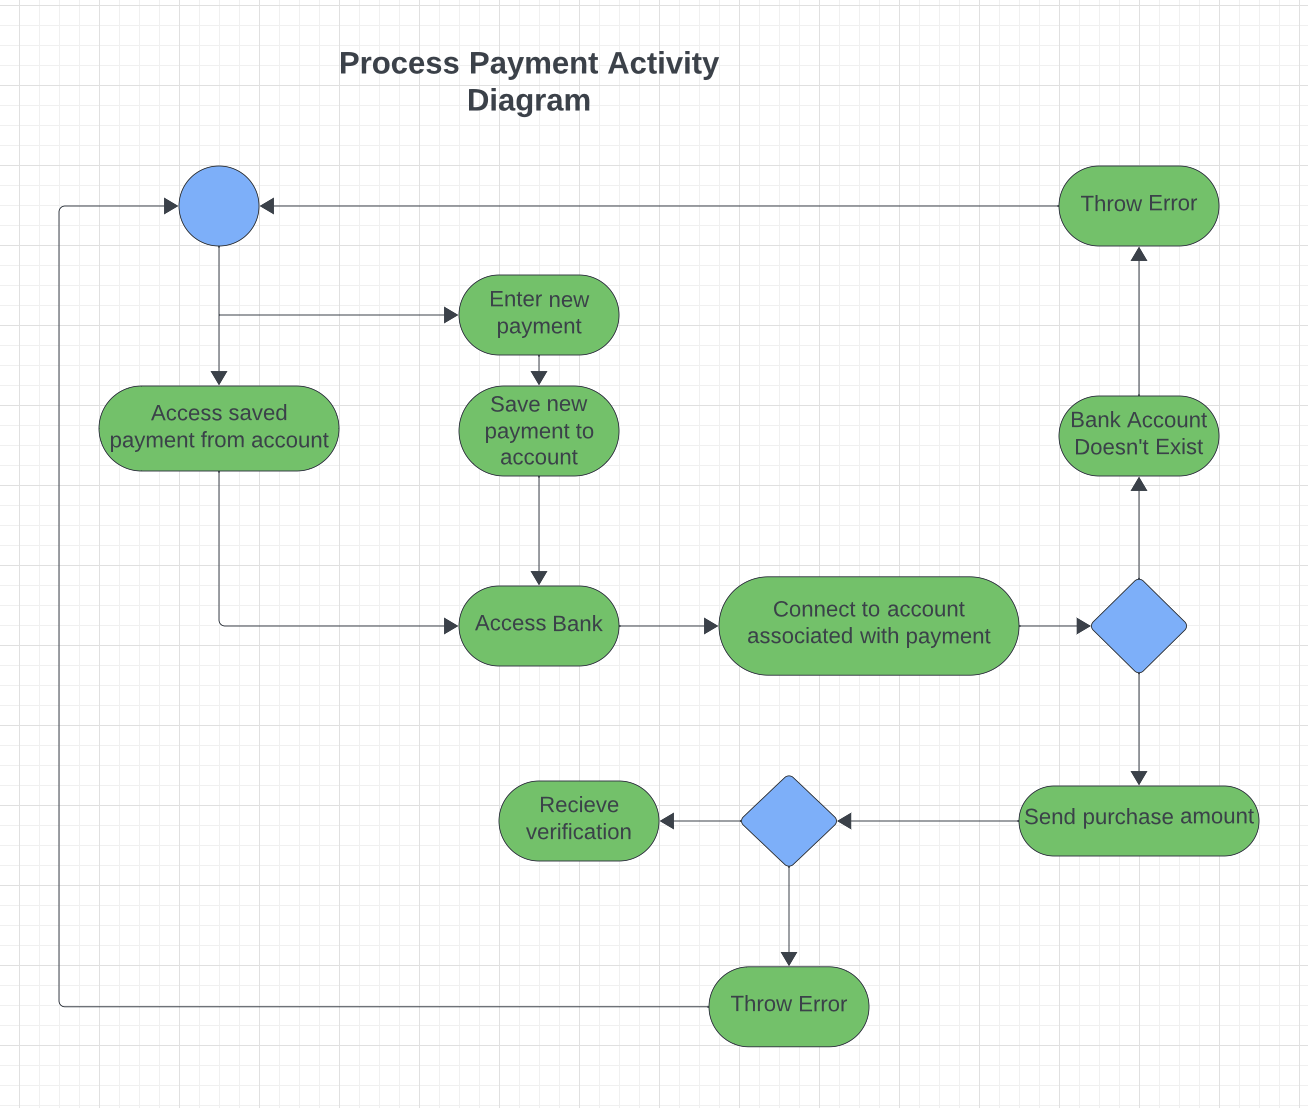 Process Payment Activity
Diagram
Throw Error
Enter new
payment
Access saved
payment from account
Save new
payment to
account
Bank Account
Doesn't Exist
Access Bank
Connect to account
associated with payment
Recieve
verification
Send purchase amount
Throw Error